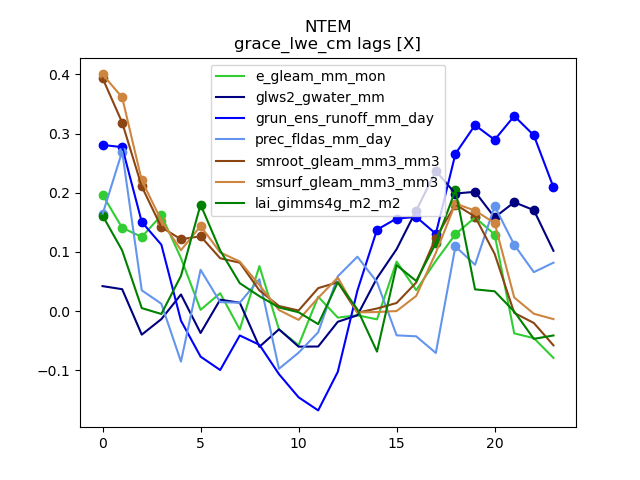 NTEM
grace_lwe_cm lags [X]
0.4
0.3
0.2
0.1
0.0
−0.1
e_gleam_mm_mon
glws2_gwater_mm
grun_ens_runoff_mm_day
prec_fldas_mm_day
smroot_gleam_mm3_mm3
smsurf_gleam_mm3_mm3
lai_gimms4g_m2_m2
0 5 10 15 20